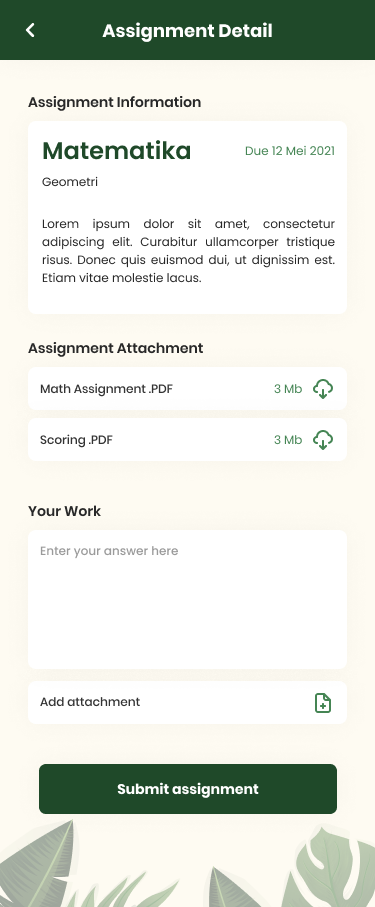 Assignment Detail
Assignment Information
Matematika
Due 12 Mei 2021
Geometri
Lorem ipsum dolor sit amet, consectetur
adipiscing elit. Curabitur ullamcorper tristique
risus. Donec quis euismod dui, ut dignissim est.
Etiam vitae molestie lacus.
Assignment Attachment
Math Assignment .PDF
3 Mb
Scoring .PDF
3 Mb
Your Work
Enter your answer here
Add attachment
Submit assignment